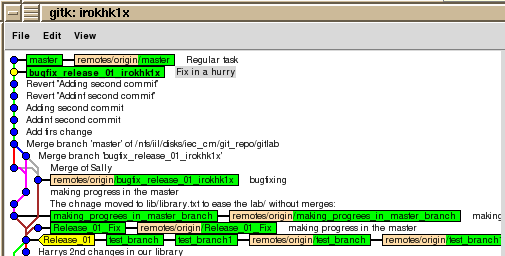 gitk: irokhk1x
File Edit View
master remotes/origin/master Regular task
bugfix_release_01_irokhk1x Fix in a hurry
Revert "Adding second commit
Revert "Addinf second commit"
Adding second commit
Addinf second commit
Add firs change
Merge branch 'master' of /nfs/iil/disks/iec_cm/git_repo/gitlab
Merge branch 'bugfix_release_01_irokhk1x'
Merge of Sally
remotes/origin/bugfix_release_01_irokhk1x bugfixing
making progress in the master
The chnage moved to lib/library.txt to ease the lab/ without merges:
making_progrees_in_master_branch remotes/origin/making_progrees_in_master_branch making
Release_01_Fix remotes/origin/Release_01_Fix making progress in the master
Release_01 test_branch test_branch1 remotes/origin/test_branch remotes/origin/test_branch1
Harrys 2nd changes in our library